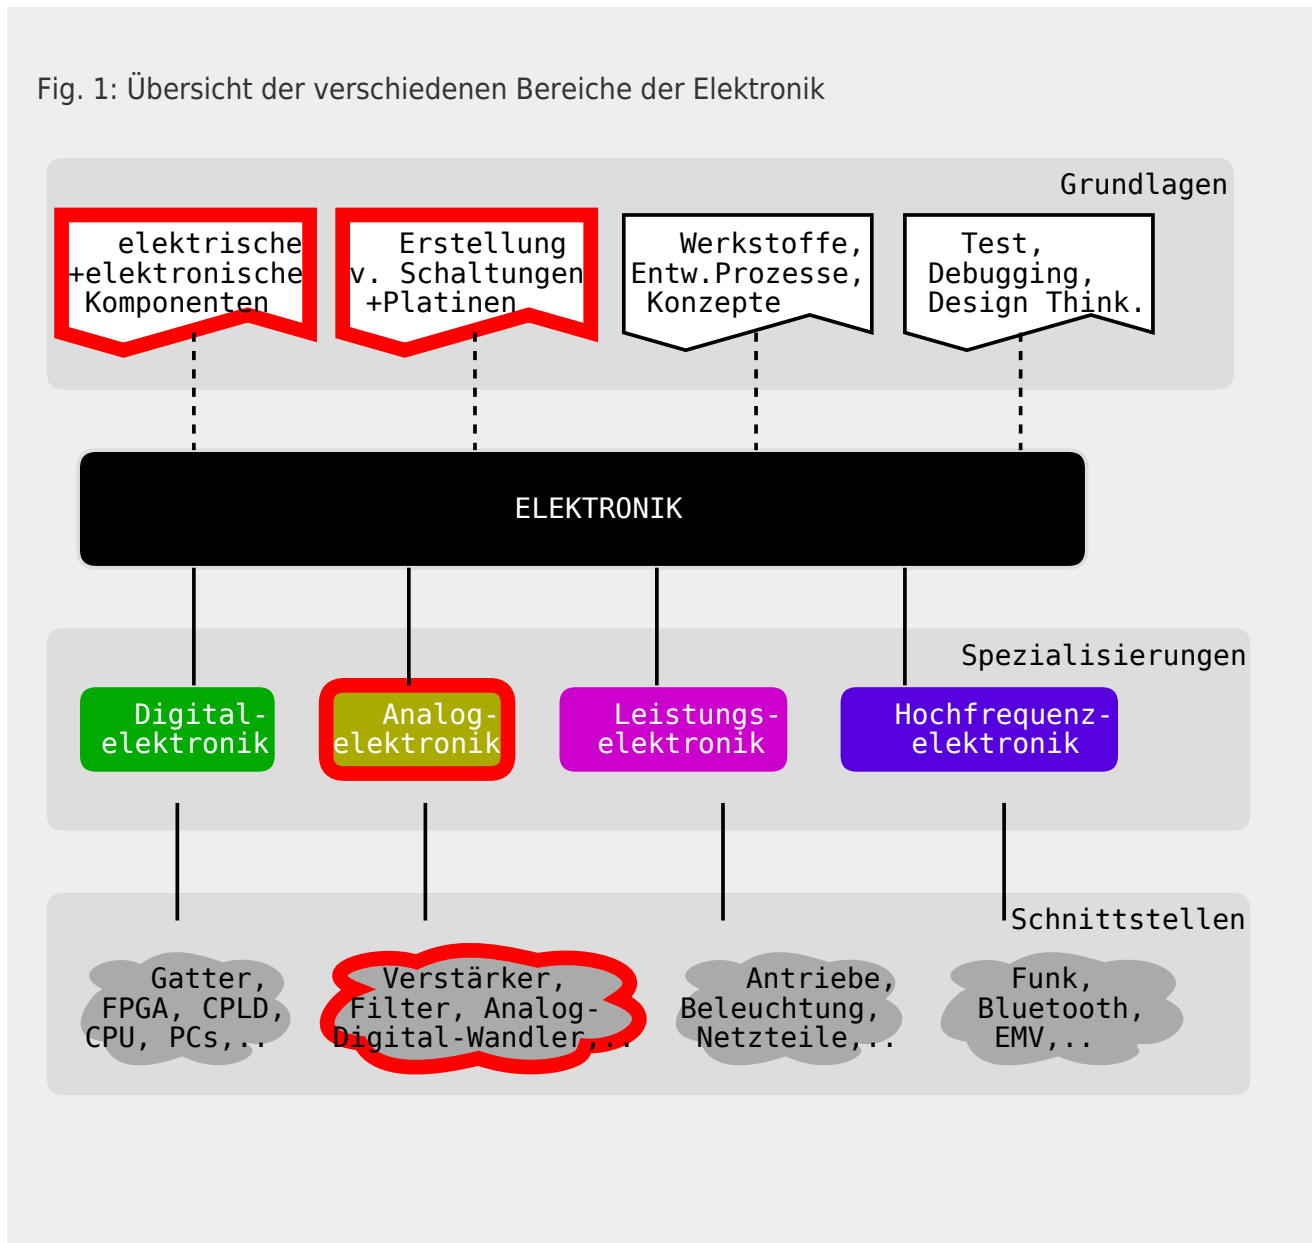 Fig. 1: Übersicht der verschiedenen Bereiche der Elektronik
Grundlagen
elektrische
+elektronische
Komponenten
Erstellung
v. Schaltungen
+Platinen
Werkstoffe,
Entw.Prozesse,
Konzepte
Test,
Debugging,
Design Think.
ELEKTRONIK
Spezialisierungen
Digital-
elektronik
Analog-
elektronik
Leistungs-
elektronik
Hochfrequenz-
elektronik
Schnittstellen
Gatter,
FPGA, CPLD,
CPU, PCs,..
Verstärker,
Filter, Analog-
Digital-Wandler,..
Antriebe,
Beleuchtung,
Netzteile,..
Funk,
Bluetooth,
EMV,..